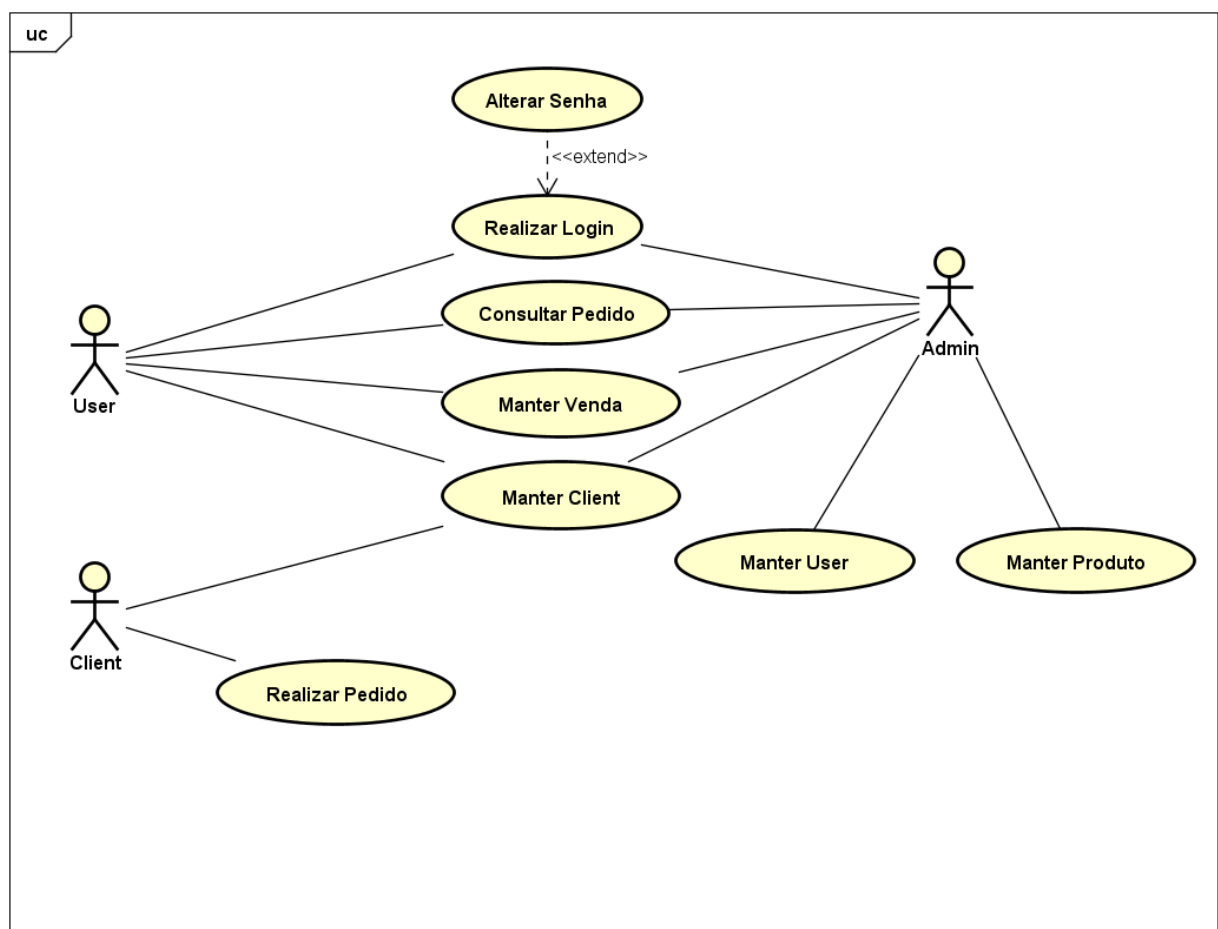 uc
Alterar Senha
<<extend>>
Realizar Login
Consultar Pedido
Admin
User
Manter Venda
Manter Client
Manter User
Manter Produto
Client
Realizar Pedido